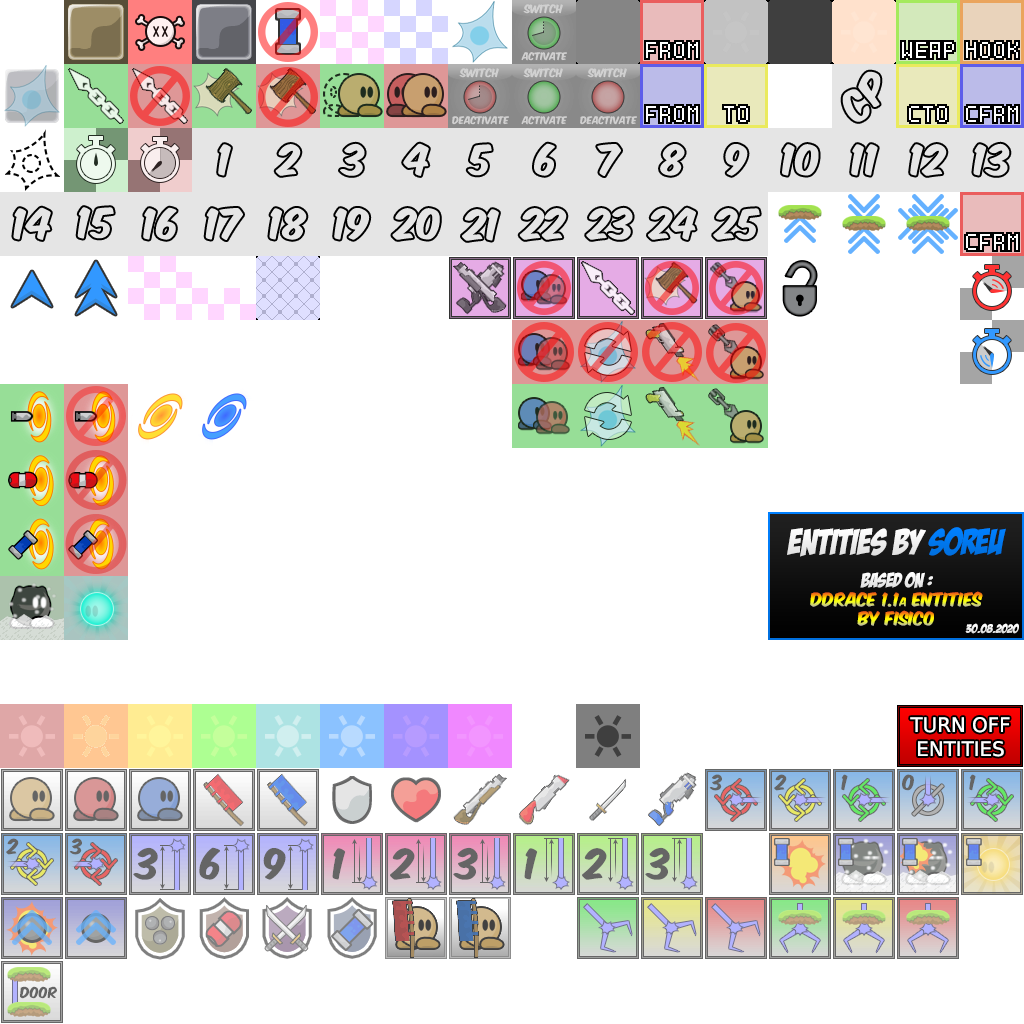 SWITCH
ACTIVATE
FROM
WEAP
HOOK
SWITCH
DEACTIVATE
SWITCH
ACTIVATE
SWITCH
DEACTIVATE
FROM
TO
CP
CTO
CFRM
1 2 3 4 5 6 7 8 9 10 11 12 13
14 15 16 17 18 19 20 21 22 23 24 25
CFRM
ENTITIES BY SOREU
BASED ON :
DDRACE 1.1A ENTITIES
BY FISICO
30.08.2020
TURN OFF
ENTITIES
3 2 1 0 1
2 3 3 6 9 1 2 3 1 2 3
DOOR